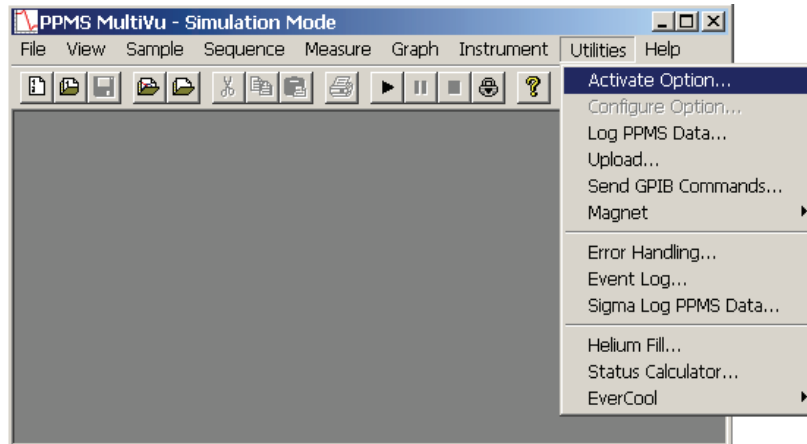 PPMS MultiVu - Simulation Mode
File View Sample Sequence Measure Graph Instrument Utilities Help
Activate Option...
Configure Option...
Log PPMS Data...
Upload...
Send GPIB Commands...
Magnet
Error Handling...
Event Log...
Sigma Log PPMS Data...
Helium Fill...
Status Calculator...
EverCool